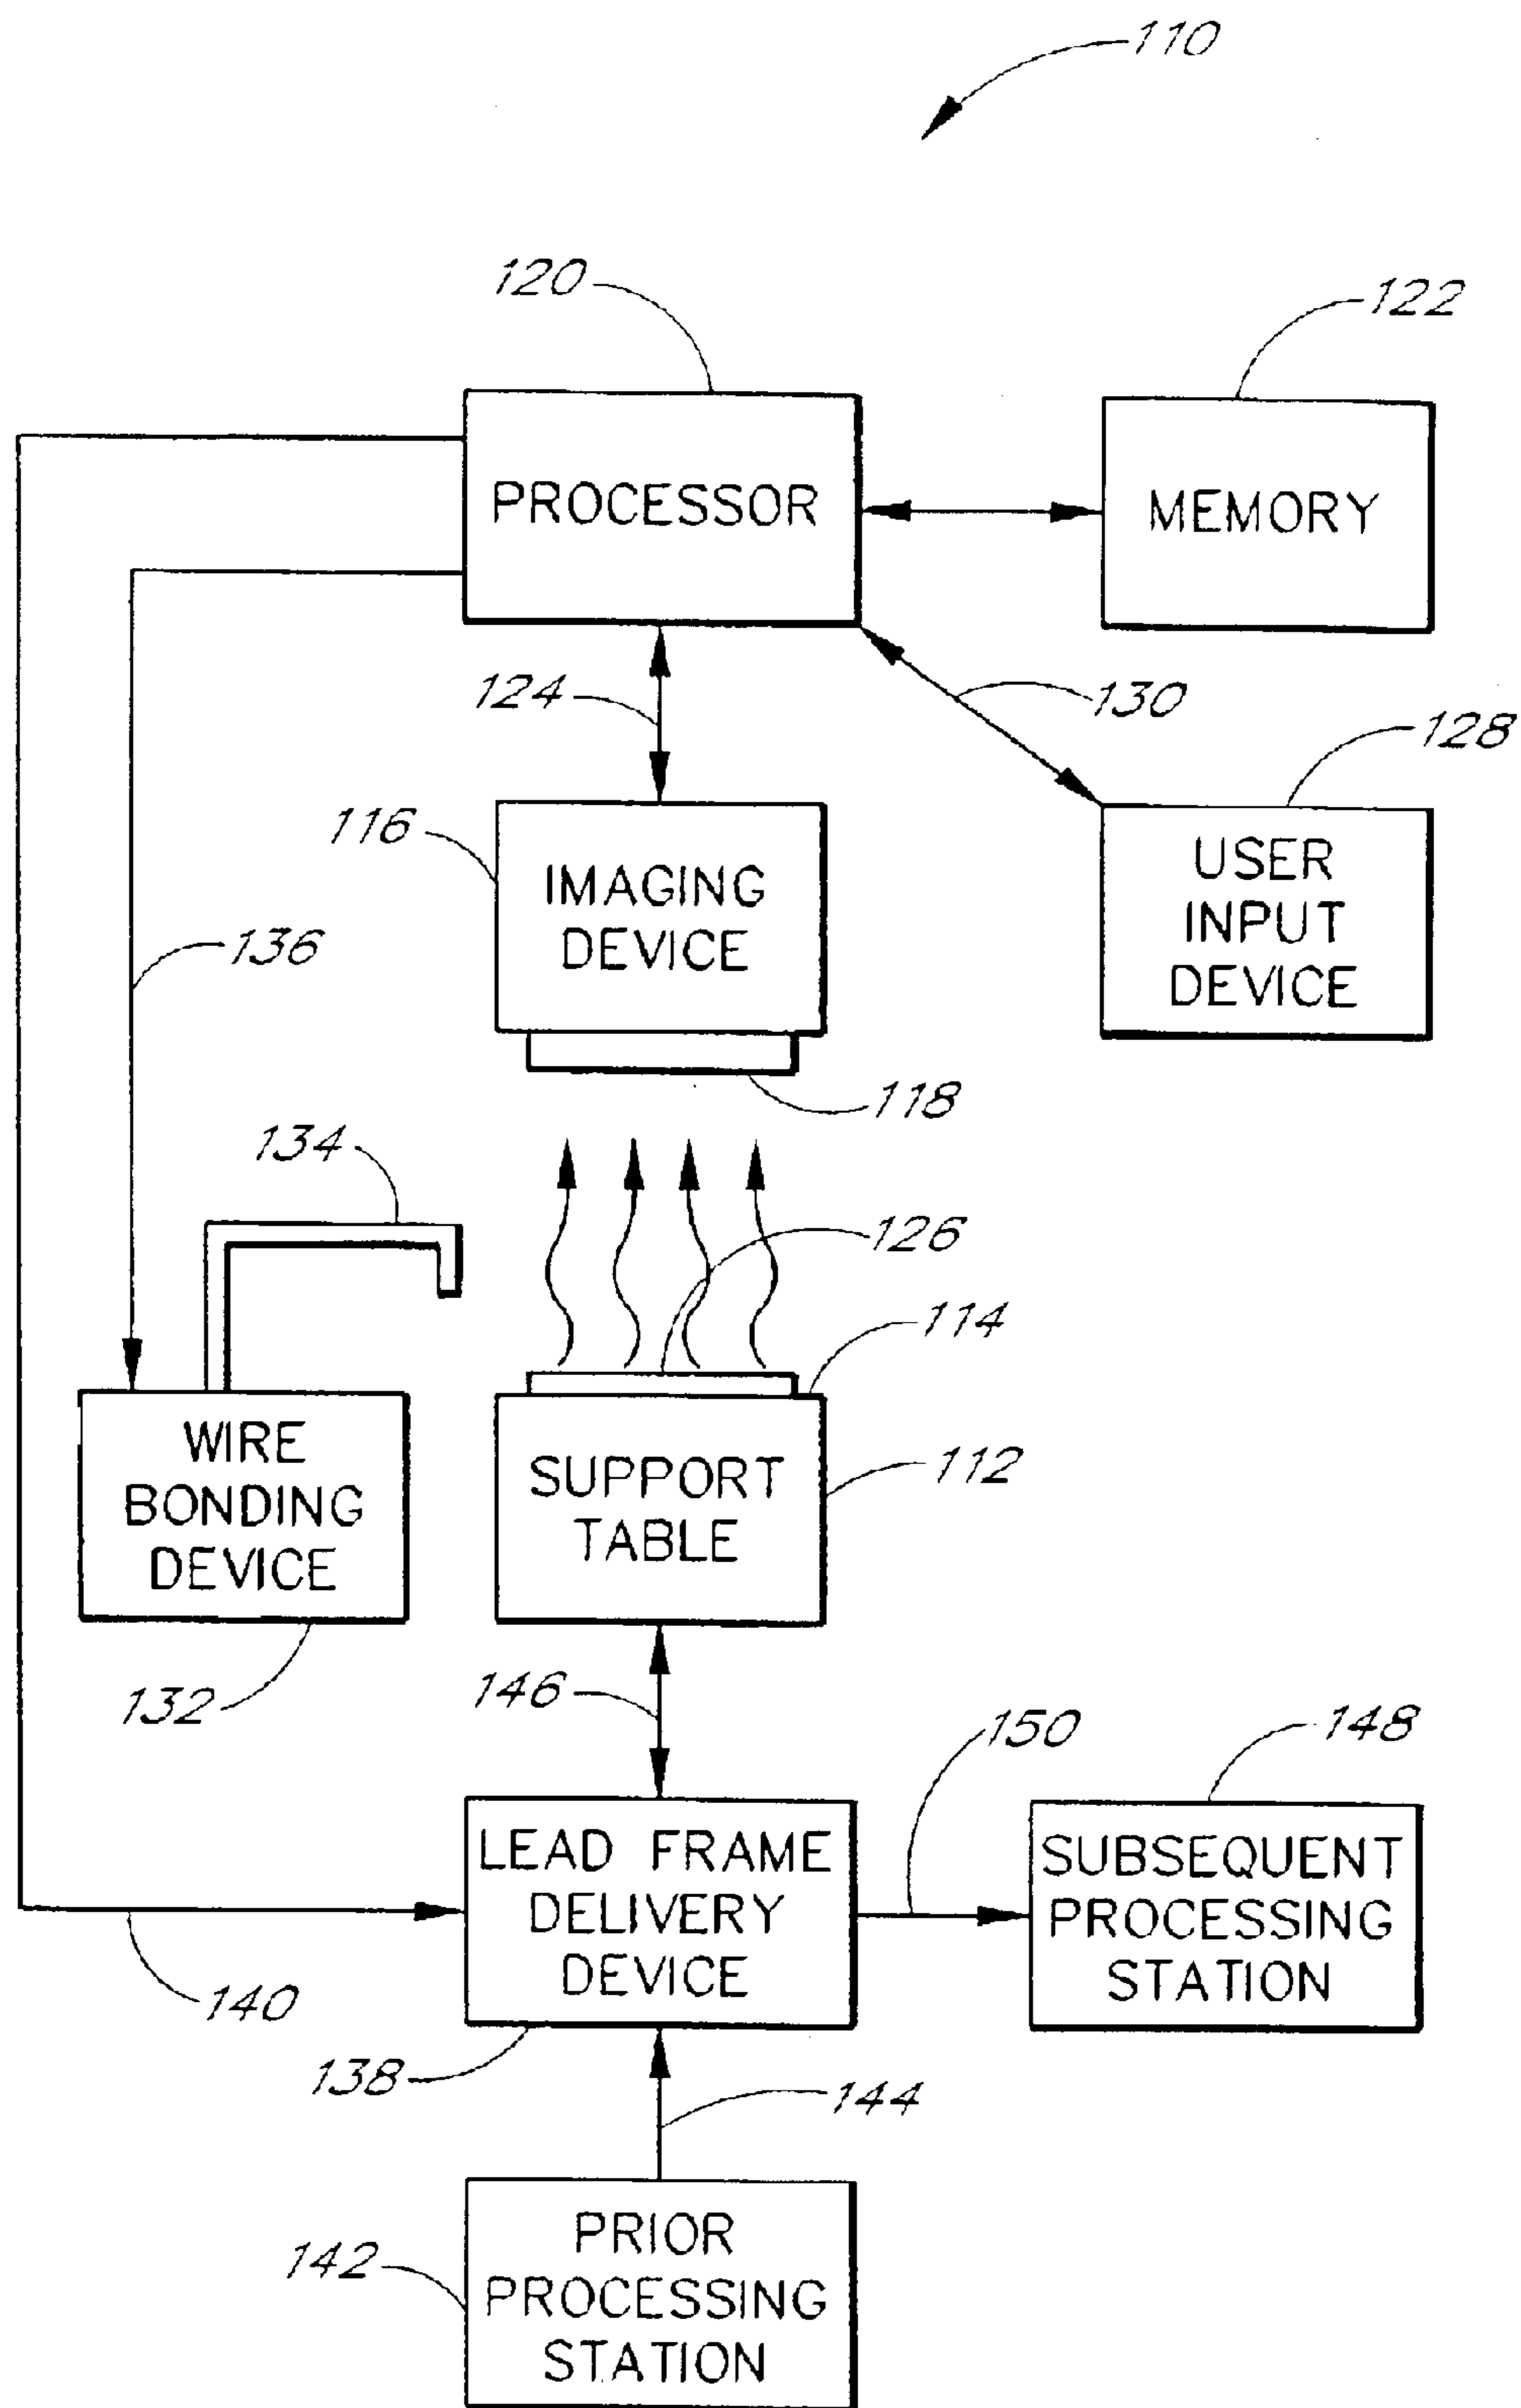 110
120
122
PROCESSOR
MEMORY
124
130
128
116
IMAGING
DEVICE
USER
INPUT
DEVICE
136
118
134
126
114
WIRE
BONDING
DEVICE
SUPPORT
TABLE
112
132
146
150
148
LEAD FRAME
DELIVERY
DEVICE
SUBSEQUENT
PROCESSING
STATION
140
138
144
142
PRIOR
PROCESSING
STATION